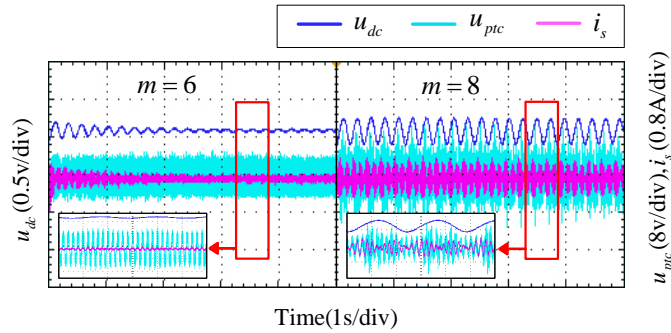 u_dc u_ptc i_s
m = 6 m = 8
u_dc (0.5v/div)
u_ptc (8v/div), i_s (0.8A/div)
Time(1s/div)